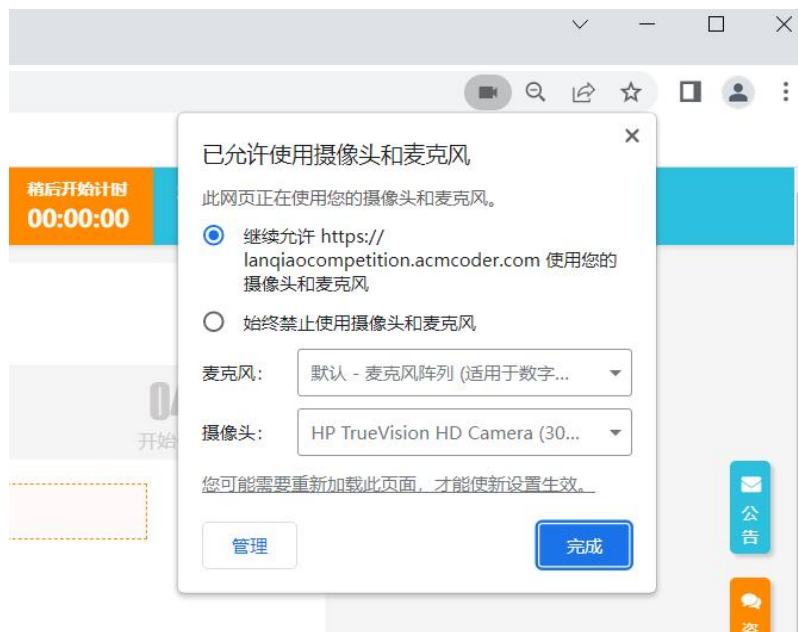 已允许使用摄像头和麦克风
稍后开始计时
此网页正在使用您的摄像头和麦克风。
00:00:00
继续允许 https://
lanqiaocompetition.acmcoder.com 使用您的
摄像头和麦克风
始终禁止使用摄像头和麦克风
麦克风：
默认 - 麦克风阵列 (适用于数字...
开始
摄像头：
HP TrueVision HD Camera (30...
您可能需要重新加载此页面，才能使新设置生效。
公
告
管理
完成